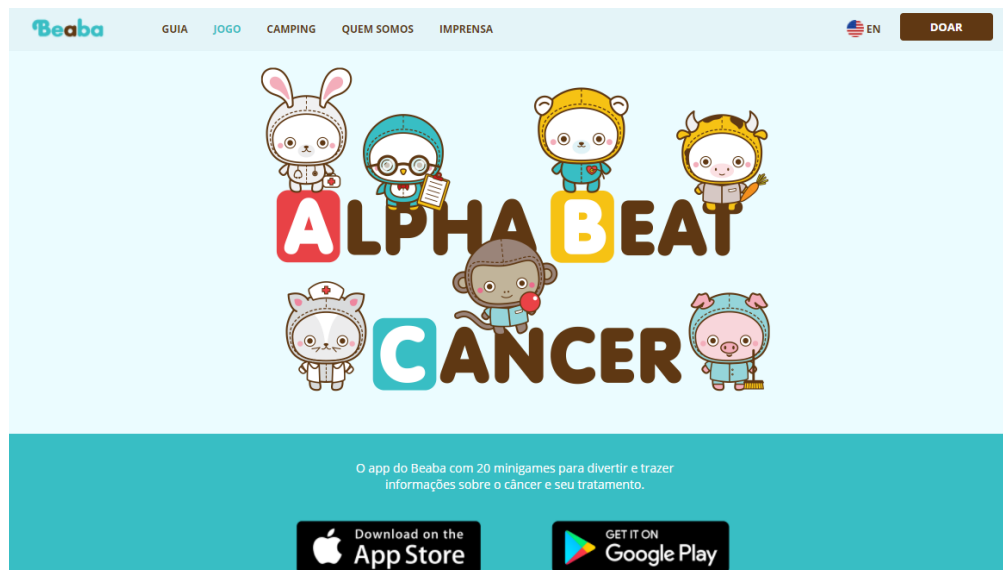 Beaba
GUIA JOGO CAMPING QUEM SOMOS IMPRENSA EN DOAR
ALPHA BEAT
CANCER
O app do Beaba com 20 minigames para divertir e trazer
informações sobre o câncer e seu tratamento.
Download on the
App Store
GET IT ON
Google Play